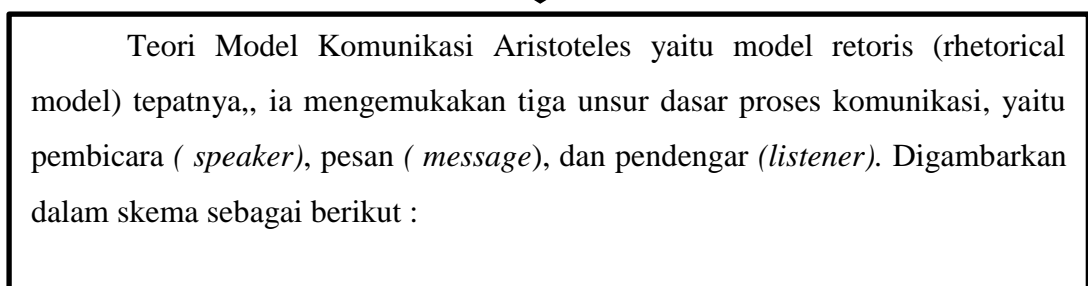 Teori Model Komunikasi Aristoteles yaitu model retoris (rhetorical
model) tepatnya,, ia mengemukakan tiga unsur dasar proses komunikasi, yaitu
pembicara ( speaker), pesan ( message), dan pendengar (listener). Digambarkan
dalam skema sebagai berikut :